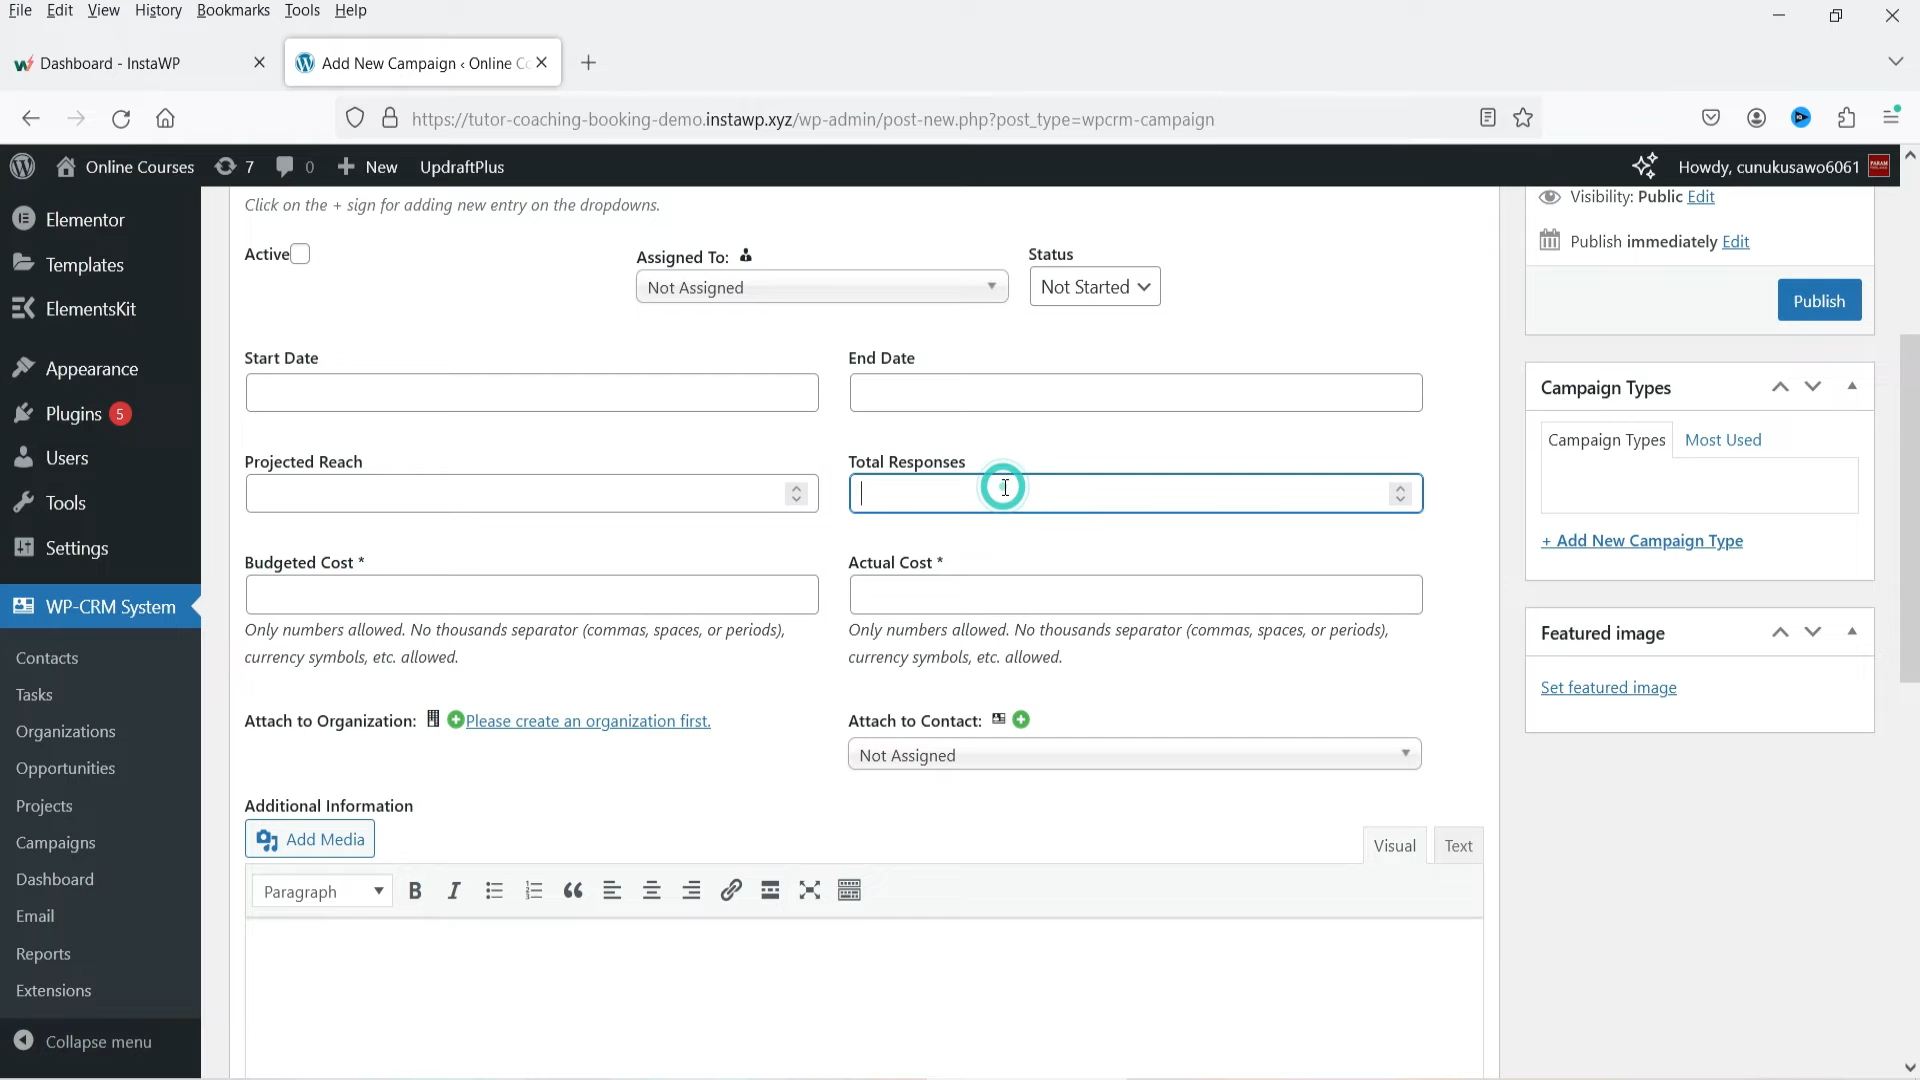 File Edit View History Bookmarks Tools Help
Dashboard - InstaWP
Add New Campaign ‹ Online Co
https://tutor-coaching-booking-demo.instawp.xyz/wp-admin/post-new.php?post_type=wpcrm-campaign
Online Courses 7 0 New UpdraftPlus Howdy, cunukusawo6061
Elementor
Templates
ElementsKit
Appearance
Plugins 5
Users
Tools
Settings
WP-CRM System
Contacts
Tasks
Organizations
Opportunities
Projects
Campaigns
Dashboard
Email
Reports
Extensions
Collapse menu
Click on the + sign for adding new entry on the dropdowns.
Active
Assigned To:
Not Assigned
Status
Not Started
Start Date
End Date
Projected Reach
Total Responses
Budgeted Cost *
Only numbers allowed. No thousands separator (commas, spaces, or periods),
currency symbols, etc. allowed.
Actual Cost *
Only numbers allowed. No thousands separator (commas, spaces, or periods),
currency symbols, etc. allowed.
Attach to Organization: Please create an organization first.
Attach to Contact:
Not Assigned
Additional Information
Add Media
Visual Text
Paragraph
Visibility: Public Edit
Publish immediately Edit
Publish
Campaign Types
Campaign Types Most Used
+ Add New Campaign Type
Featured image
Set featured image